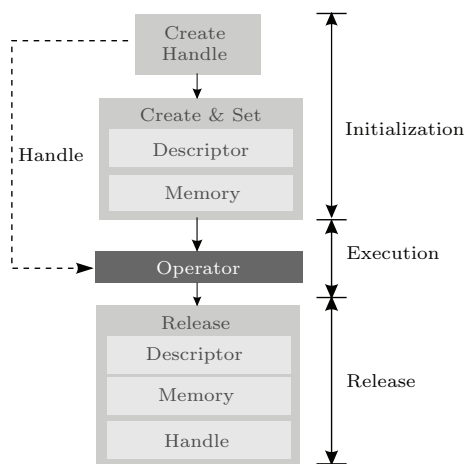 Create
Handle
Create & Set
Descriptor
Memory
Handle
Operator
Release
Descriptor
Memory
Handle
Initialization
Execution
Release